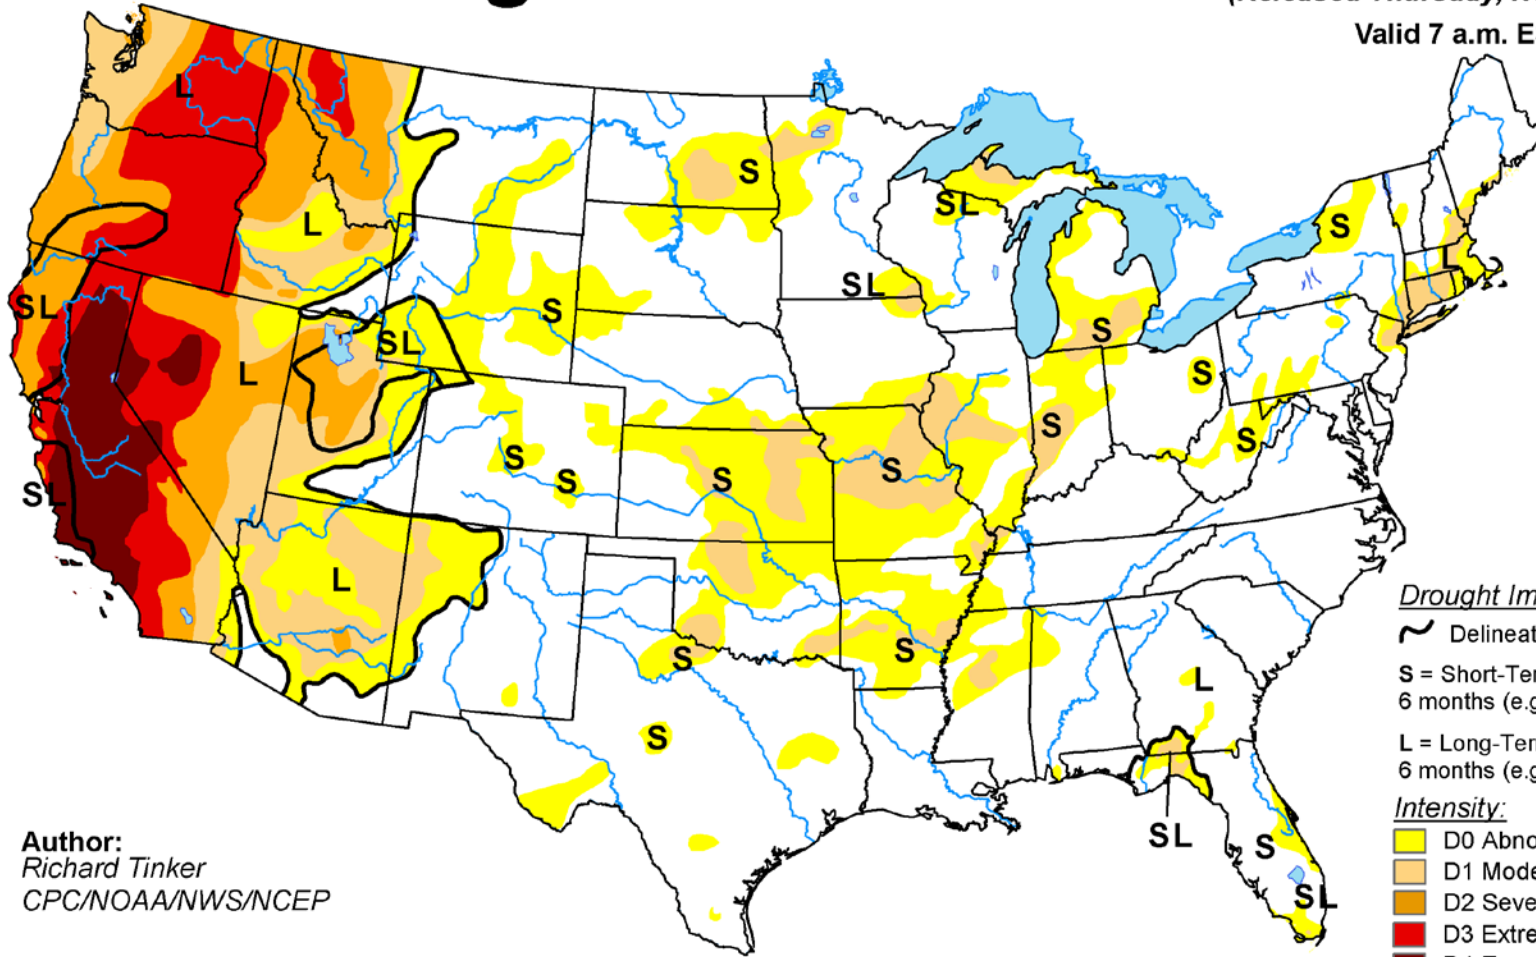 Valid 7 a.m. E
L
S
L
SL
S
L
SL
SL
S
SL
L
S
S
S
S
L
S
S
S
S
S
SL
L
S
S
S
L
SL
S
SL
Drought Im
Delineat
S = Short-Ter
6 months (e.g
L = Long-Ter
6 months (e.g
Intensity:
D0 Abno
D1 Mode
D2 Seve
D3 Extre
Author:
Richard Tinker
CPC/NOAA/NWS/NCEP